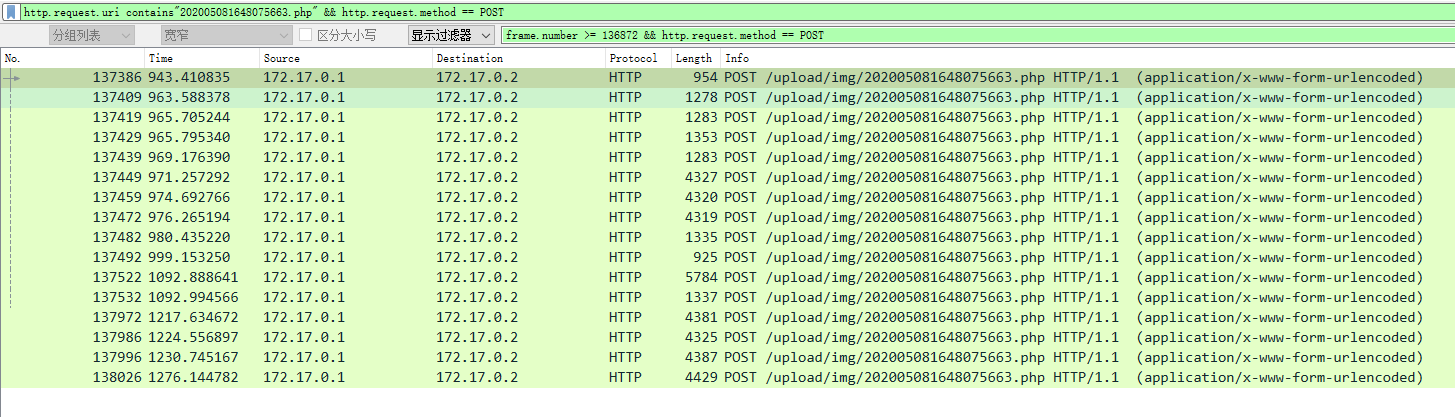 http.request.uri contains"202005081648075663.php" && http.request.method == POST
分组列表 宽窄 区分大小写 显示过滤器 frame.number >= 136872 && http.request.method == POST
No. Time Source Destination Protocol Length Info
137386 943.410835 172.17.0.1 172.17.0.2 HTTP 954 POST /upload/img/202005081648075663.php HTTP/1.1 (application/x-www-form-urlencoded)
137409 963.588378 172.17.0.1 172.17.0.2 HTTP 1278 POST /upload/img/202005081648075663.php HTTP/1.1 (application/x-www-form-urlencoded)
137419 965.705244 172.17.0.1 172.17.0.2 HTTP 1283 POST /upload/img/202005081648075663.php HTTP/1.1 (application/x-www-form-urlencoded)
137429 965.795340 172.17.0.1 172.17.0.2 HTTP 1353 POST /upload/img/202005081648075663.php HTTP/1.1 (application/x-www-form-urlencoded)
137439 969.176390 172.17.0.1 172.17.0.2 HTTP 1283 POST /upload/img/202005081648075663.php HTTP/1.1 (application/x-www-form-urlencoded)
137449 971.257292 172.17.0.1 172.17.0.2 HTTP 4327 POST /upload/img/202005081648075663.php HTTP/1.1 (application/x-www-form-urlencoded)
137459 974.692766 172.17.0.1 172.17.0.2 HTTP 4320 POST /upload/img/202005081648075663.php HTTP/1.1 (application/x-www-form-urlencoded)
137472 976.265194 172.17.0.1 172.17.0.2 HTTP 4319 POST /upload/img/202005081648075663.php HTTP/1.1 (application/x-www-form-urlencoded)
137482 980.435220 172.17.0.1 172.17.0.2 HTTP 1335 POST /upload/img/202005081648075663.php HTTP/1.1 (application/x-www-form-urlencoded)
137492 999.153250 172.17.0.1 172.17.0.2 HTTP 925 POST /upload/img/202005081648075663.php HTTP/1.1 (application/x-www-form-urlencoded)
137522 1092.888641 172.17.0.1 172.17.0.2 HTTP 5784 POST /upload/img/202005081648075663.php HTTP/1.1 (application/x-www-form-urlencoded)
137532 1092.994566 172.17.0.1 172.17.0.2 HTTP 1337 POST /upload/img/202005081648075663.php HTTP/1.1 (application/x-www-form-urlencoded)
137972 1217.634672 172.17.0.1 172.17.0.2 HTTP 4381 POST /upload/img/202005081648075663.php HTTP/1.1 (application/x-www-form-urlencoded)
137986 1224.556897 172.17.0.1 172.17.0.2 HTTP 4325 POST /upload/img/202005081648075663.php HTTP/1.1 (application/x-www-form-urlencoded)
137996 1230.745167 172.17.0.1 172.17.0.2 HTTP 4387 POST /upload/img/202005081648075663.php HTTP/1.1 (application/x-www-form-urlencoded)
138026 1276.144782 172.17.0.1 172.17.0.2 HTTP 4429 POST /upload/img/202005081648075663.php HTTP/1.1 (application/x-www-form-urlencoded)